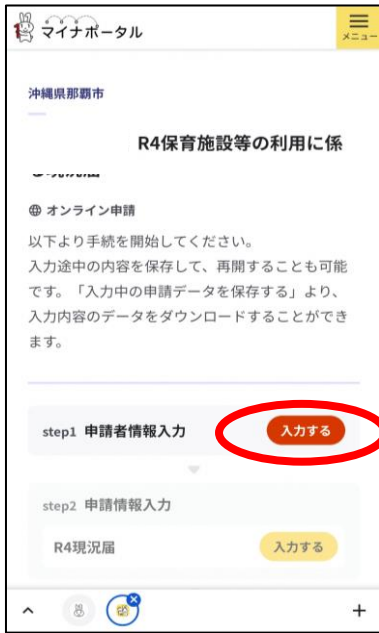 マイナポータル
メニュー
沖縄県那覇市
R4保育施設等の利用に係
オンライン申請
以下より手続を開始してください。
入力途中の内容を保存して、再開することも可能
です。「入力中の申請データを保存する」より、
入力内容のデータをダウンロードすることができ
ます。
step1 申請者情報入力
入力する
step2 申請情報入力
R4現況届
入力する